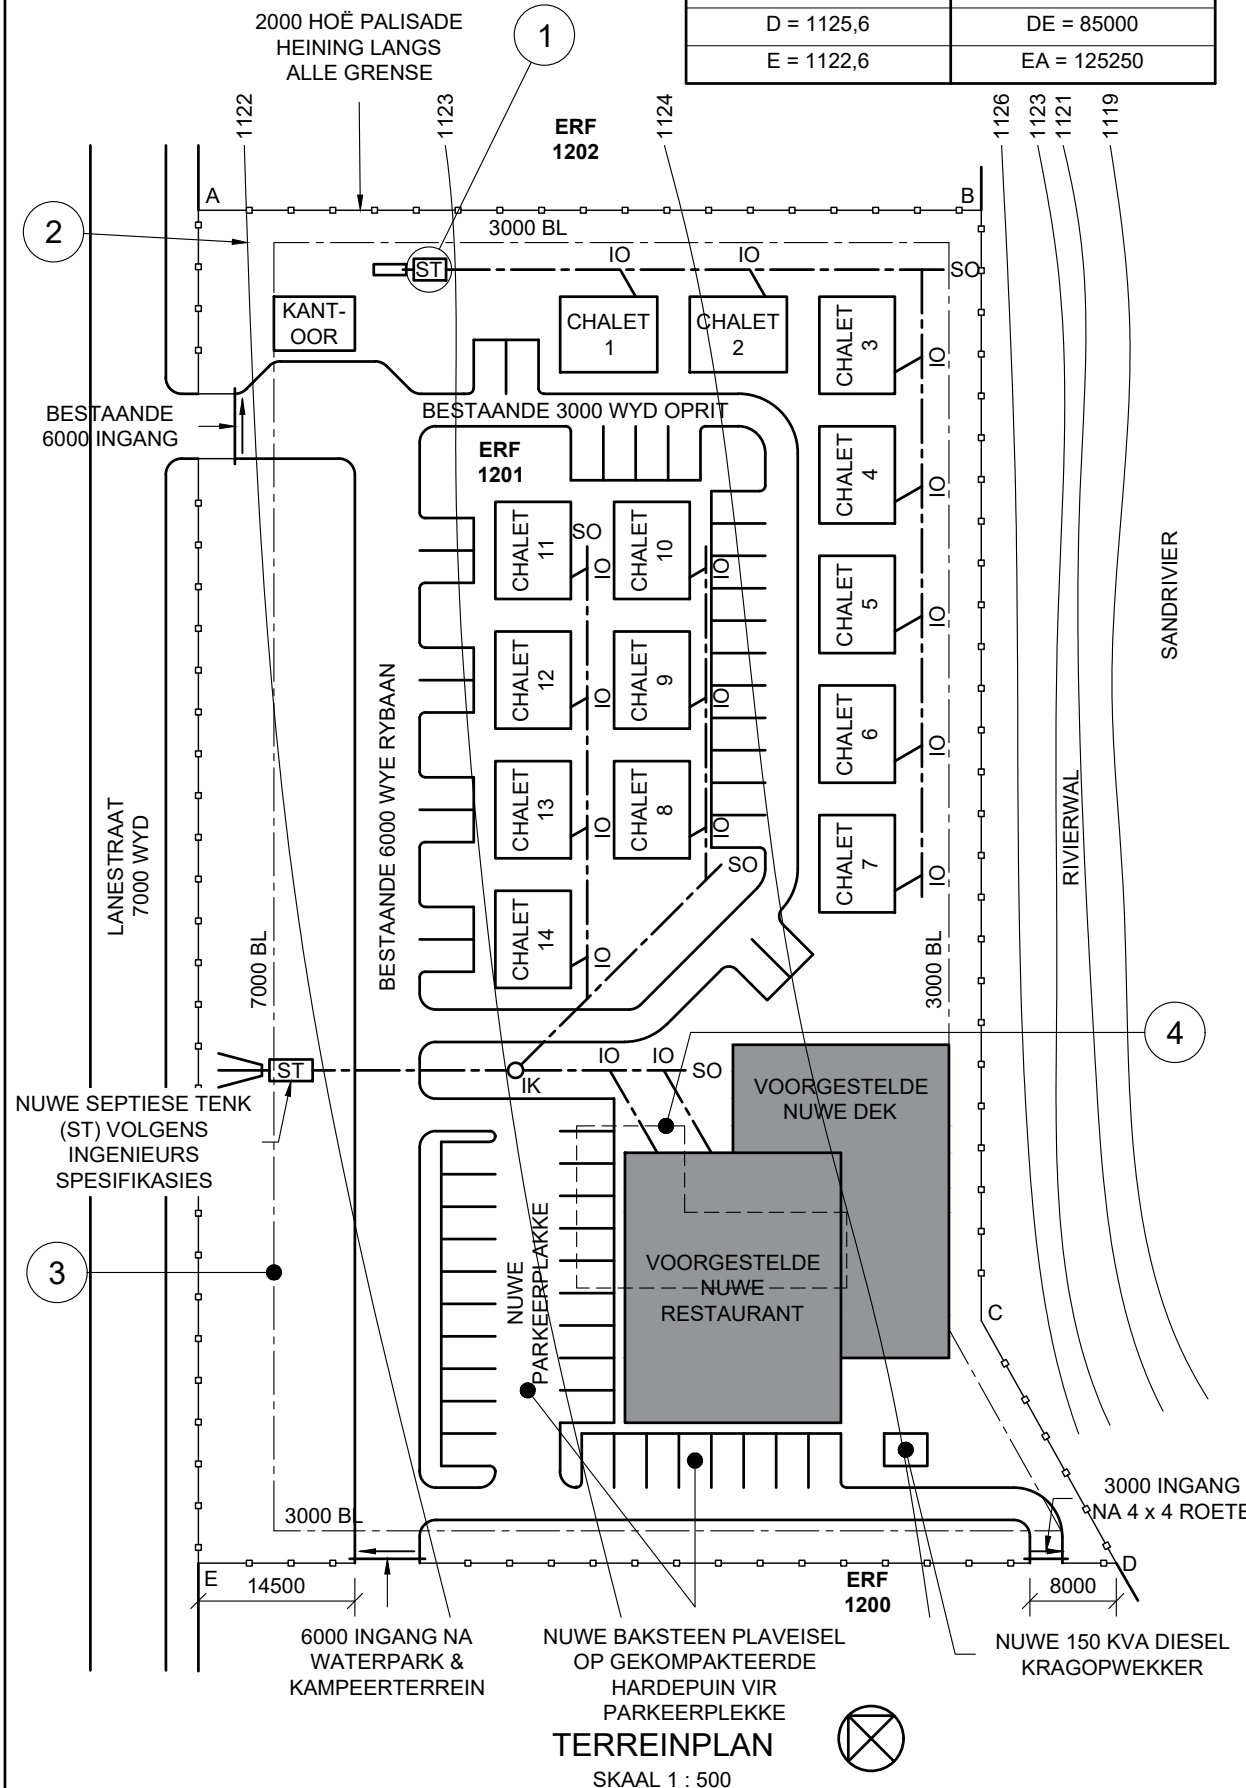 D = 1125,6
DE = 85000
E = 1122,6
EA = 125250
2000 HOË PALISADE
HEINING LANGS
ALLE GRENSE
1
1122
1123
1124
1126
1123
1121
1119
ERF
1202
A
B
2
3000 BL
ST
IO
IO
SO
KANT-
OOR
CHALET
1
CHALET
2
CHALET
3
IO
BESTAANDE
6000 INGANG
BESTAANDE 3000 WYD OPRIT
ERF
1201
CHALET
4
IO
CHALET
11
SO
IO
CHALET
10
IO
CHALET
5
IO
SANDRIVIER
CHALET
12
IO
CHALET
9
IO
CHALET
6
IO
BESTAANDE 6000 WYE RYBAAN
LANESTRAAT
7000 WYD
CHALET
13
IO
CHALET
8
IO
SO
CHALET
7
IO
RIVIERWAL
CHALET
14
IO
7000 BL
3000 BL
4
ST
IK
IO
IO
SO
VOORGESTELDE
NUWE DEK
NUWE SEPTIESE TENK
(ST) VOLGENS
INGENIEURS
SPESIFIKASIES
3
NUWE
PARKEERPLAKKE
VOORGESTELDE
NUWE
RESTAURANT
C
3000 INGANG
NA 4 x 4 ROETE
3000 BL
E
14500
ERF
1200
8000
D
6000 INGANG NA
WATERPARK &
KAMPEERTERREIN
NUWE BAKSTEEN PLAVEISEL
OP GEKOMPAKTEERDE
HARDEPUIN VIR
PARKEERPLEKKE
NUWE 150 KVA DIESEL
KRAGOPWEKKER
TERREINPLAN
SKAAL 1 : 500